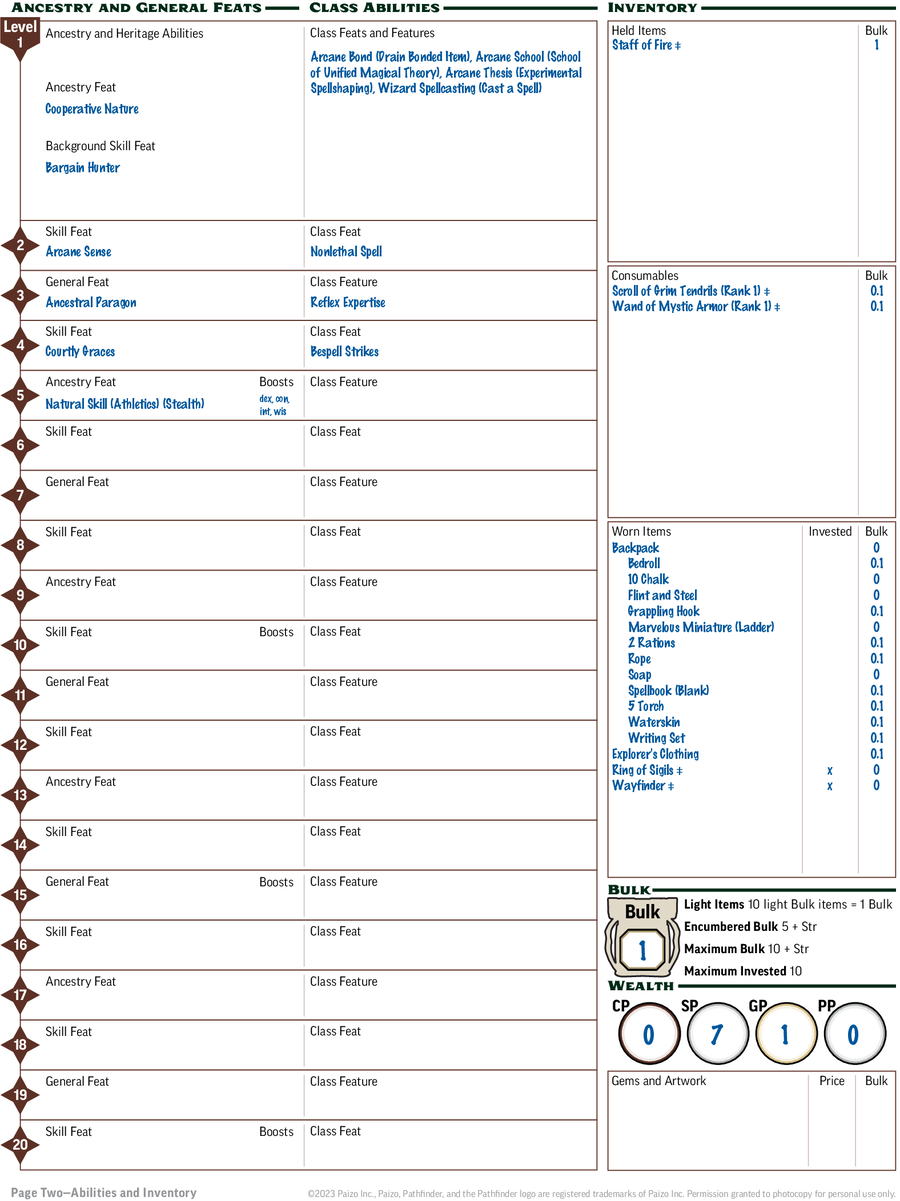 ANCESTRY AND GENERAL FEATS
CLASS ABILITIES
Level
1
Ancestry and Heritage Abilities
Ancestry Feat
Cooperative Nature
Background Skill Feat
Bargain Hunter
Class Feats and Features
Arcane Bond (Drain Bonded Item), Arcane School (School
of Unified Magical Theory), Arcane Thesis (Experimental
Spellshaping), Wizard Spellcasting (Cast a Spell)
2
Skill Feat
Arcane Sense
Class Feat
Nonlethal Spell
3
General Feat
Ancestral Paragon
Class Feature
Reflex Expertise
4
Skill Feat
Courtly Graces
Class Feat
Bespell Strikes
5
Ancestry Feat
Natural Skill (Athletics) (Stealth)
Boosts
dex, con,
int, wis
Class Feature
6
Skill Feat
Class Feat
7
General Feat
Class Feature
8
Skill Feat
Class Feat
9
Ancestry Feat
Class Feature
10
Skill Feat
Boosts
Class Feat
11
General Feat
Class Feature
12
Skill Feat
Class Feat
13
Ancestry Feat
Class Feature
14
Skill Feat
Class Feat
15
General Feat
Boosts
Class Feature
16
Skill Feat
Class Feat
17
Ancestry Feat
Class Feature
18
Skill Feat
Class Feat
19
General Feat
Class Feature
20
Skill Feat
Boosts
Class Feat
INVENTORY
Held Items Bulk
Staff of Fire ‡ 1
Consumables Bulk
Scroll of Grim Tendrils (Rank 1) ‡ 0.1
Wand of Mystic Armor (Rank 1) ‡ 0.1
Worn Items Invested Bulk
Backpack 0
Bedroll 0.1
10 Chalk 0
Flint and Steel 0
Grappling Hook 0.1
Marvelous Miniature (Ladder) 0
2 Rations 0.1
Rope 0.1
Soap 0
Spellbook (Blank) 0.1
5 Torch 0.1
Waterskin 0.1
Writing Set 0.1
Explorer's Clothing 0.1
Ring of Sigils ‡ x 0
Wayfinder ‡ x 0
BULK
Bulk
1
Light Items 10 light Bulk items = 1 Bulk
Encumbered Bulk 5 + Str
Maximum Bulk 10 + Str
Maximum Invested 10
WEALTH
CP SP GP PP
0 7 1 0
Gems and Artwork Price Bulk
Page Two—Abilities and Inventory
©2023 Paizo Inc., Paizo, Pathfinder, and the Pathfinder logo are registered trademarks of Paizo Inc. Permission granted to photocopy for personal use only.